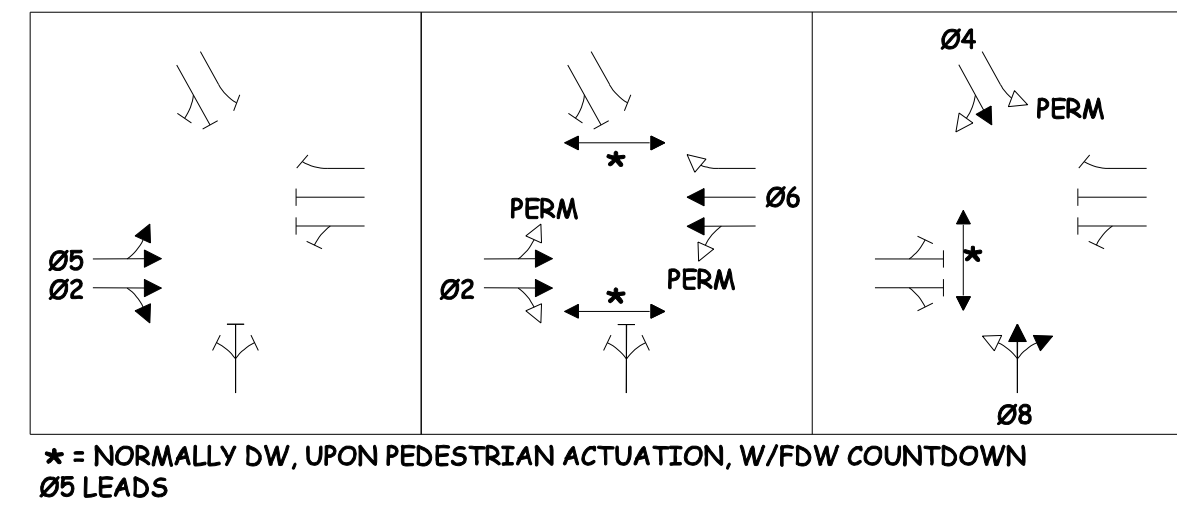 Ø5
Ø2
PERM
Ø2
*
*
Ø6
PERM
Ø4
PERM
*
Ø8
* = NORMALLY DW, UPON PEDESTRIAN ACTUATION, W/FDW COUNTDOWN
Ø5 LEADS